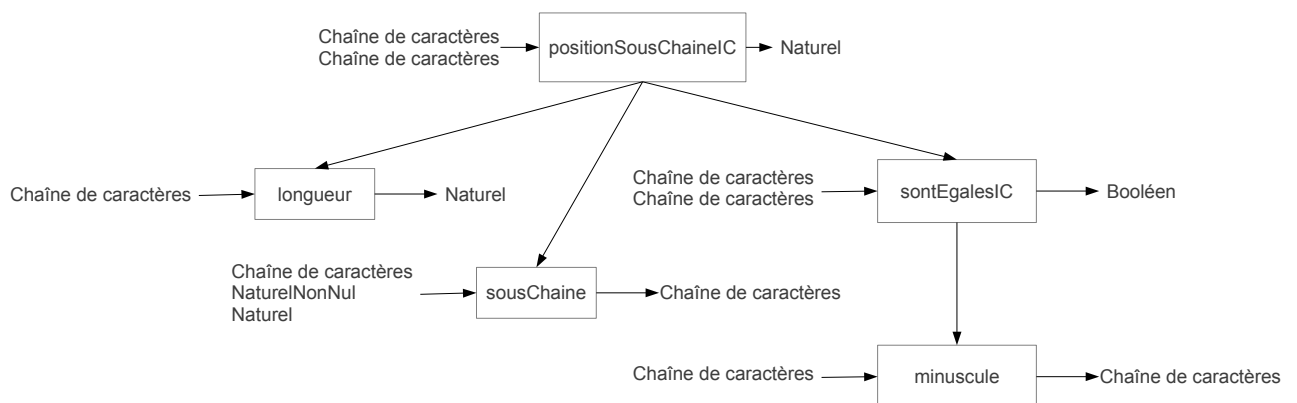 Chaîne de caractères
Chaîne de caractères
positionSousChaineIC
Naturel
Chaîne de caractères
longueur
Naturel
Chaîne de caractères
Chaîne de caractères
sontEgalesIC
Booléen
Chaîne de caractères
NaturelNonNul
Naturel
sousChaine
Chaîne de caractères
Chaîne de caractères
minuscule
Chaîne de caractères